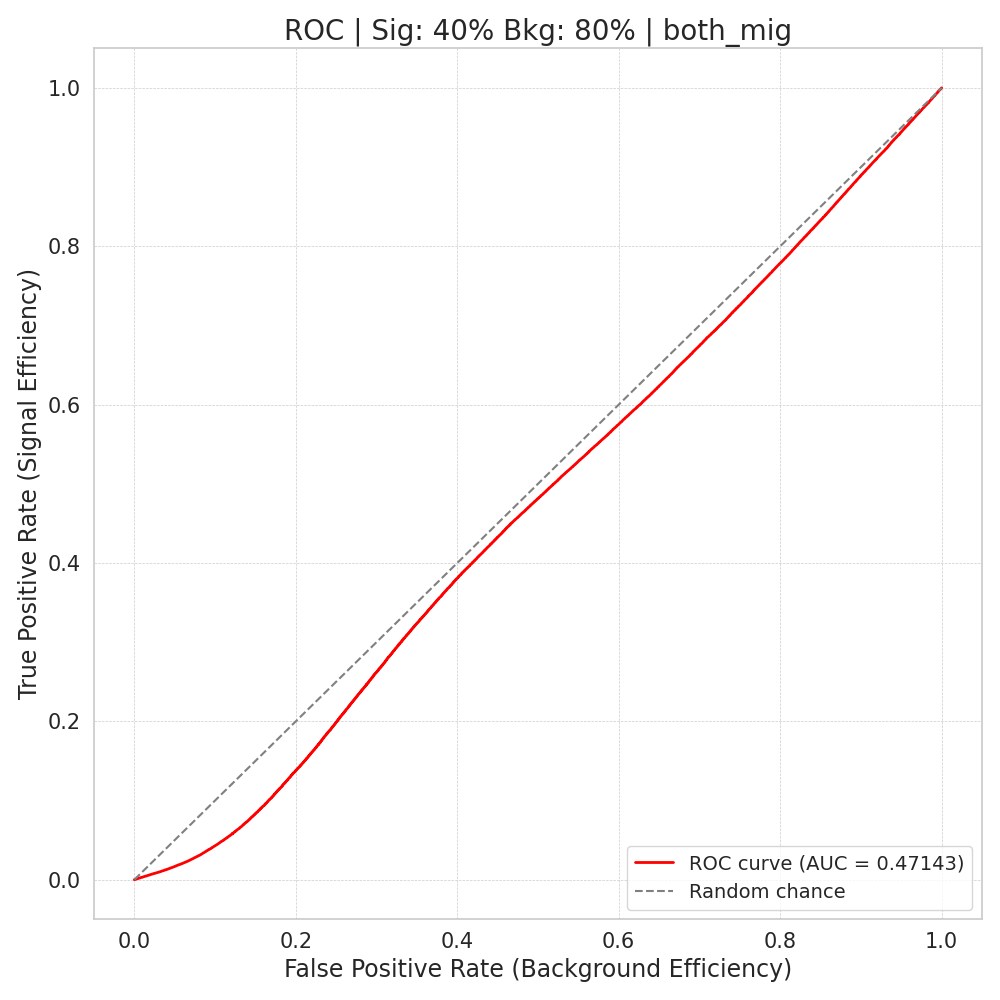 ROC | Sig: 40% Bkg: 80% | both_mig
True Positive Rate (Signal Efficiency)
1.0
0.8
0.6
0.4
0.2
0.0
ROC curve (AUC = 0.47143)
Random chance
0.0 0.2 0.4 0.6 0.8 1.0
False Positive Rate (Background Efficiency)